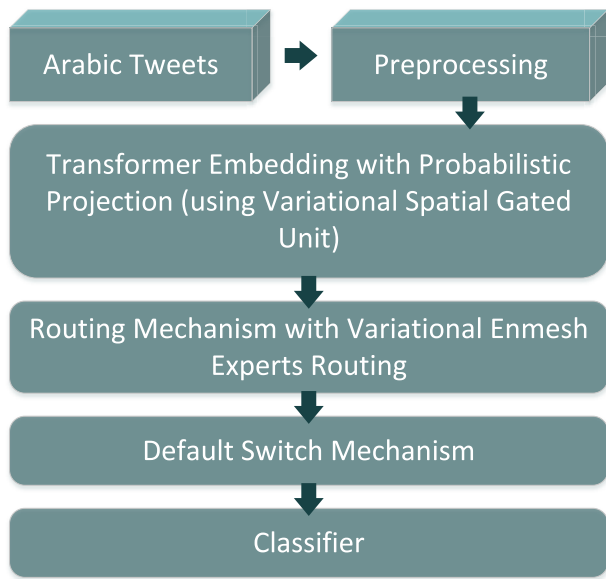 Arabic Tweets
Preprocessing
Transformer Embedding with Probabilistic
Projection (using Variational Spatial Gated
Unit)
Routing Mechanism with Variational Enmesh
Experts Routing
Default Switch Mechanism
Classifier